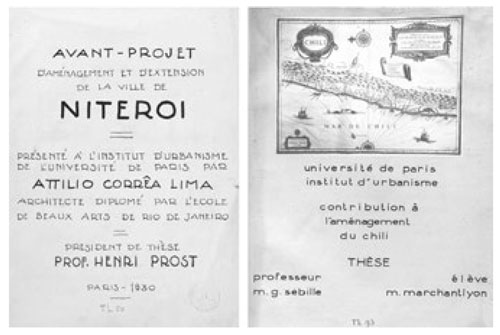 AVANT-PROJET
D'AMÉNAGEMENT ET D'EXTENSION
DE LA VILLE DE
NITEROI
PRÉSENTÉ À L'INSTITUT D'URBANISME
DE L'UNIVERSITÉ DE PARIS PAR
ATTILIO CORRÊA LIMA
ARCHITECTE DIPLOMÉ PAR L'ÉCOLE
DE BEAUX ARTS DE RIO DE JANEIRO
PRÉSIDENT DE THÈSE
PROF. HENRI PROST
PARIS - 1930
CHILI
MAR DE CHILI
université de paris
institut d'urbanisme
contribution à
l'aménagement
du chili
THÈSE
professeur élève
m. g. sébille m. marchantlyon